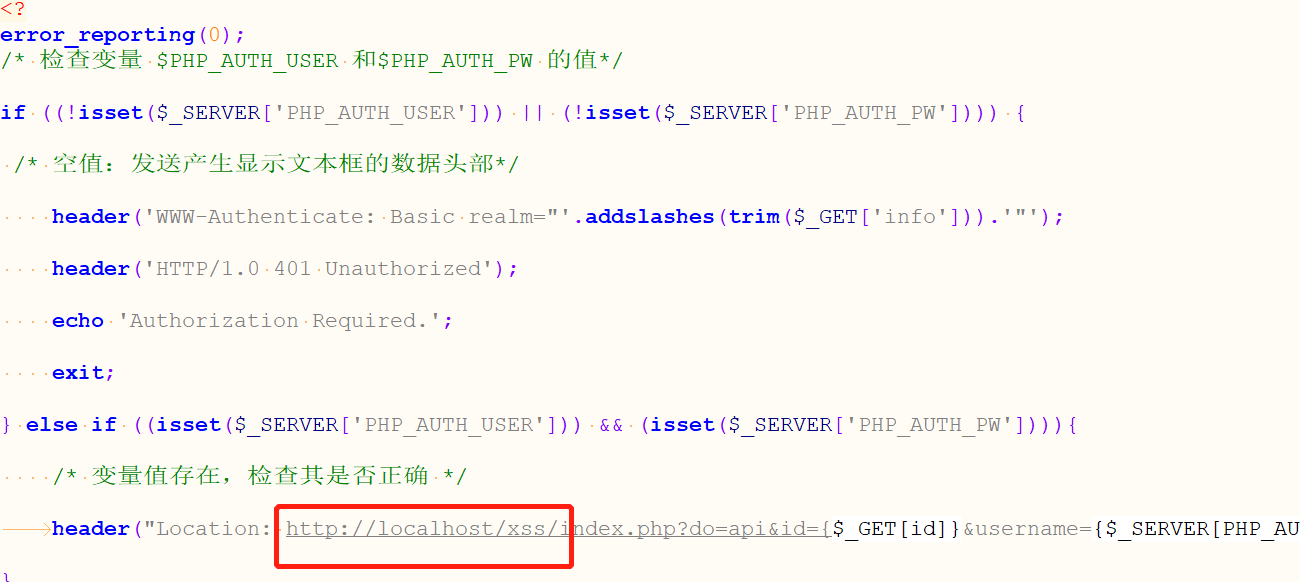 <?
error_reporting(0);
/* 检查变量 $PHP_AUTH_USER 和$PHP_AUTH_PW 的值*/
if ((!isset($_SERVER['PHP_AUTH_USER'])) || (!isset($_SERVER['PHP_AUTH_PW']))) {
/* 空值：发送产生显示文本框的数据头部*/
header('WWW-Authenticate: Basic realm="'.addslashes(trim($_GET['info'])).'"');
header('HTTP/1.0 401 Unauthorized');
echo 'Authorization Required.';
exit;
} else if ((isset($_SERVER['PHP_AUTH_USER'])) && (isset($_SERVER['PHP_AUTH_PW']))){
/* 变量值存在，检查其是否正确 */
header("Location: http://localhost/xss/index.php?do=api&id={$_GET[id]}&username={$_SERVER[PHP_AU
}